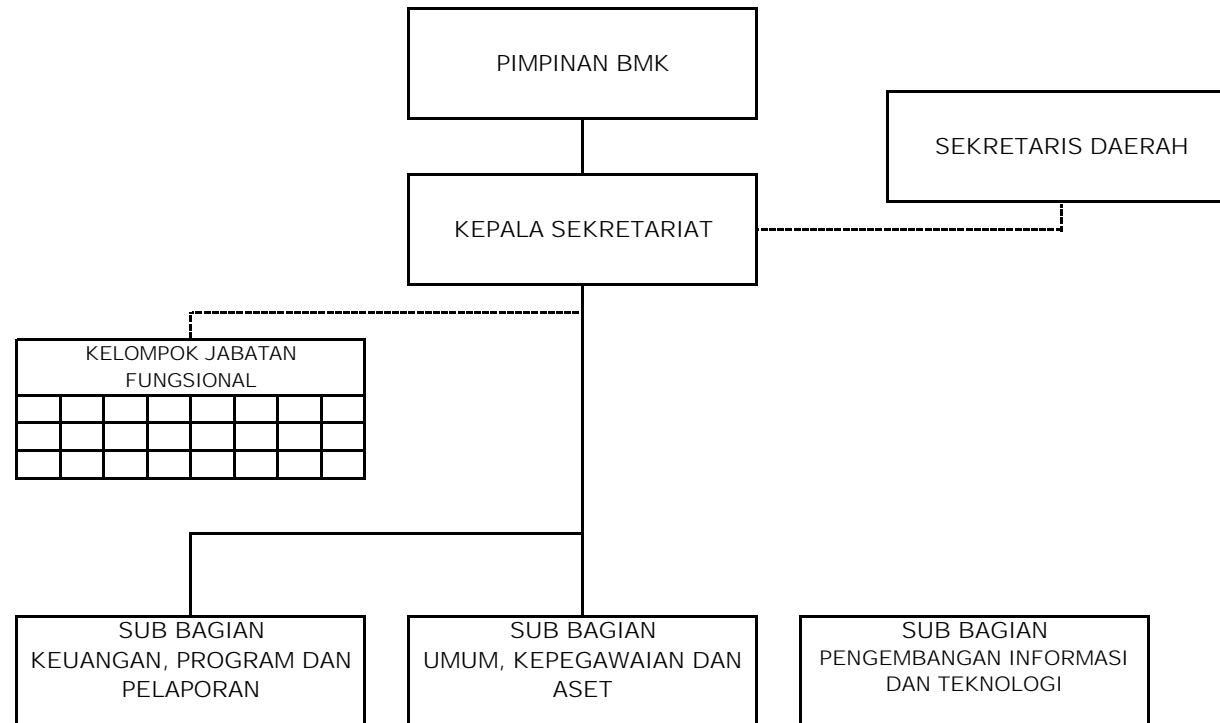 PIMPINAN BMK
SEKRETARIS DAERAH
KEPALA SEKRETARIAT
KELOMPOK JABATAN
FUNGSIONAL
SUB BAGIAN
KEUANGAN, PROGRAM DAN
PELAPORAN
SUB BAGIAN
UMUM, KEPEGAWAIAN DAN
ASET
SUB BAGIAN
PENGEMBANGAN INFORMASI
DAN TEKNOLOGI